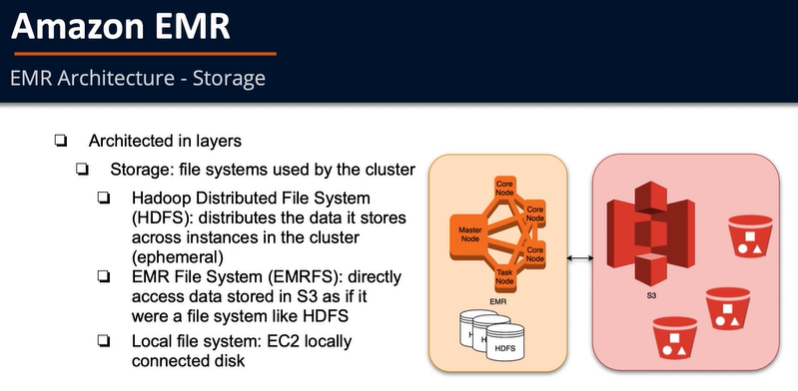 Amazon EMR
EMR Architecture - Storage
Architected in layers
Storage: file systems used by the cluster
Hadoop Distributed File System
(HDFS): distributes the data it stores
across instances in the cluster
(ephemeral)
EMR File System (EMRFS): directly
access data stored in S3 as if it
were a file system like HDFS
Local file system: EC2 locally
connected disk
Core
Node
Core
Node
Master
Node
Core
Node
Task
Node
EMR
H
H
HDFS
S3